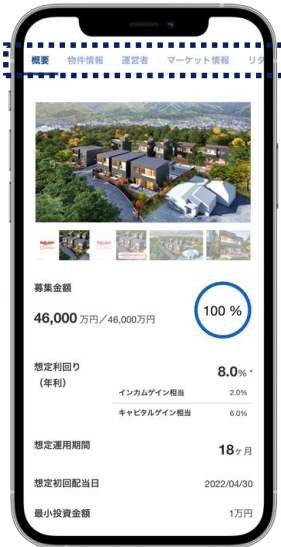 概要 物件情報 運営者 マーケット情報 リタ
募集金額
46,000 万円／46,000万円
100 %
想定利回り
（年利）
8.0% *
インカムゲイン相当 2.0%
キャピタルゲイン相当 6.0%
想定運用期間 18ヶ月
想定初回配当日 2022/04/30
最小投資金額 1万円